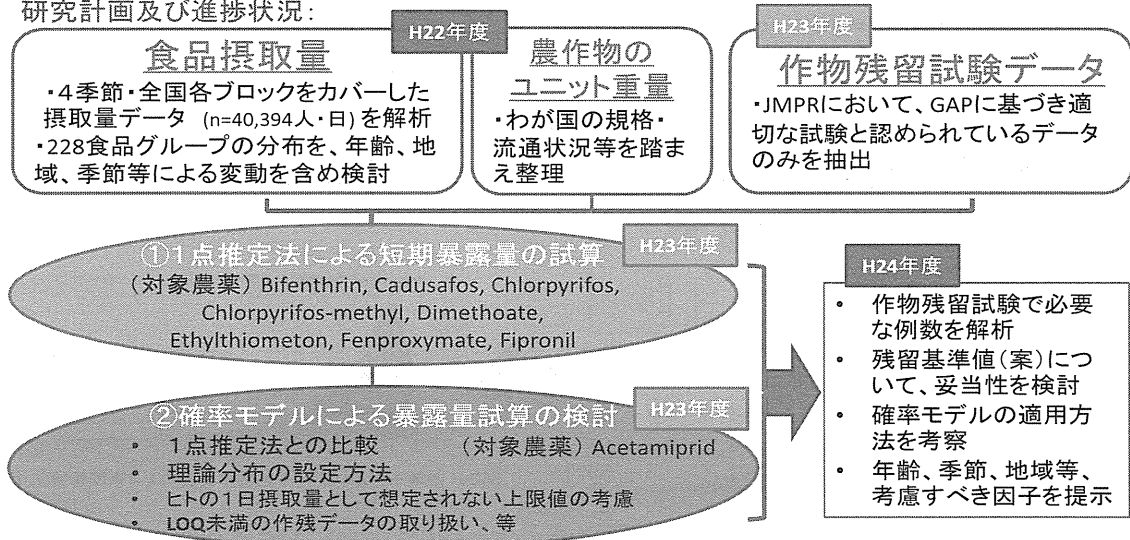 研究計画及び進捗状況:
H22年度
食品摂取量
・4季節・全国各ブロックをカバーした
摂取量データ (n=40,394人・日) を解析
・228食品グループの分布を、年齢、地
域、季節等による変動を含め検討
農作物の
ユニット重量
・わが国の規格・
流通状況等を踏ま
え整理
H23年度
作物残留試験データ
・JMPRにおいて、GAPに基づき適
切な試験と認められているデータ
のみを抽出
①1点推定法による短期暴露量の試算
H23年度
(対象農薬) Bifenthrin, Cadusafos, Chlorpyrifos,
Chlorpyrifos-methyl, Dimethoate,
Ethylthiometon, Fenproxymate, Fipronil
②確率モデルによる暴露量試算の検討
H23年度
・ 1点推定法との比較 (対象農薬) Acetamiprid
・ 理論分布の設定方法
・ ヒトの1日摂取量として想定されない上限値の考慮
・ LOQ未満の作残データの取り扱い、等
H24年度
・ 作物残留試験で必要
な例数を解析
・ 残留基準値(案)につ
いて、妥当性を検討
・ 確率モデルの適用方
法を考察
・ 年齢、季節、地域等、
考慮すべき因子を提示